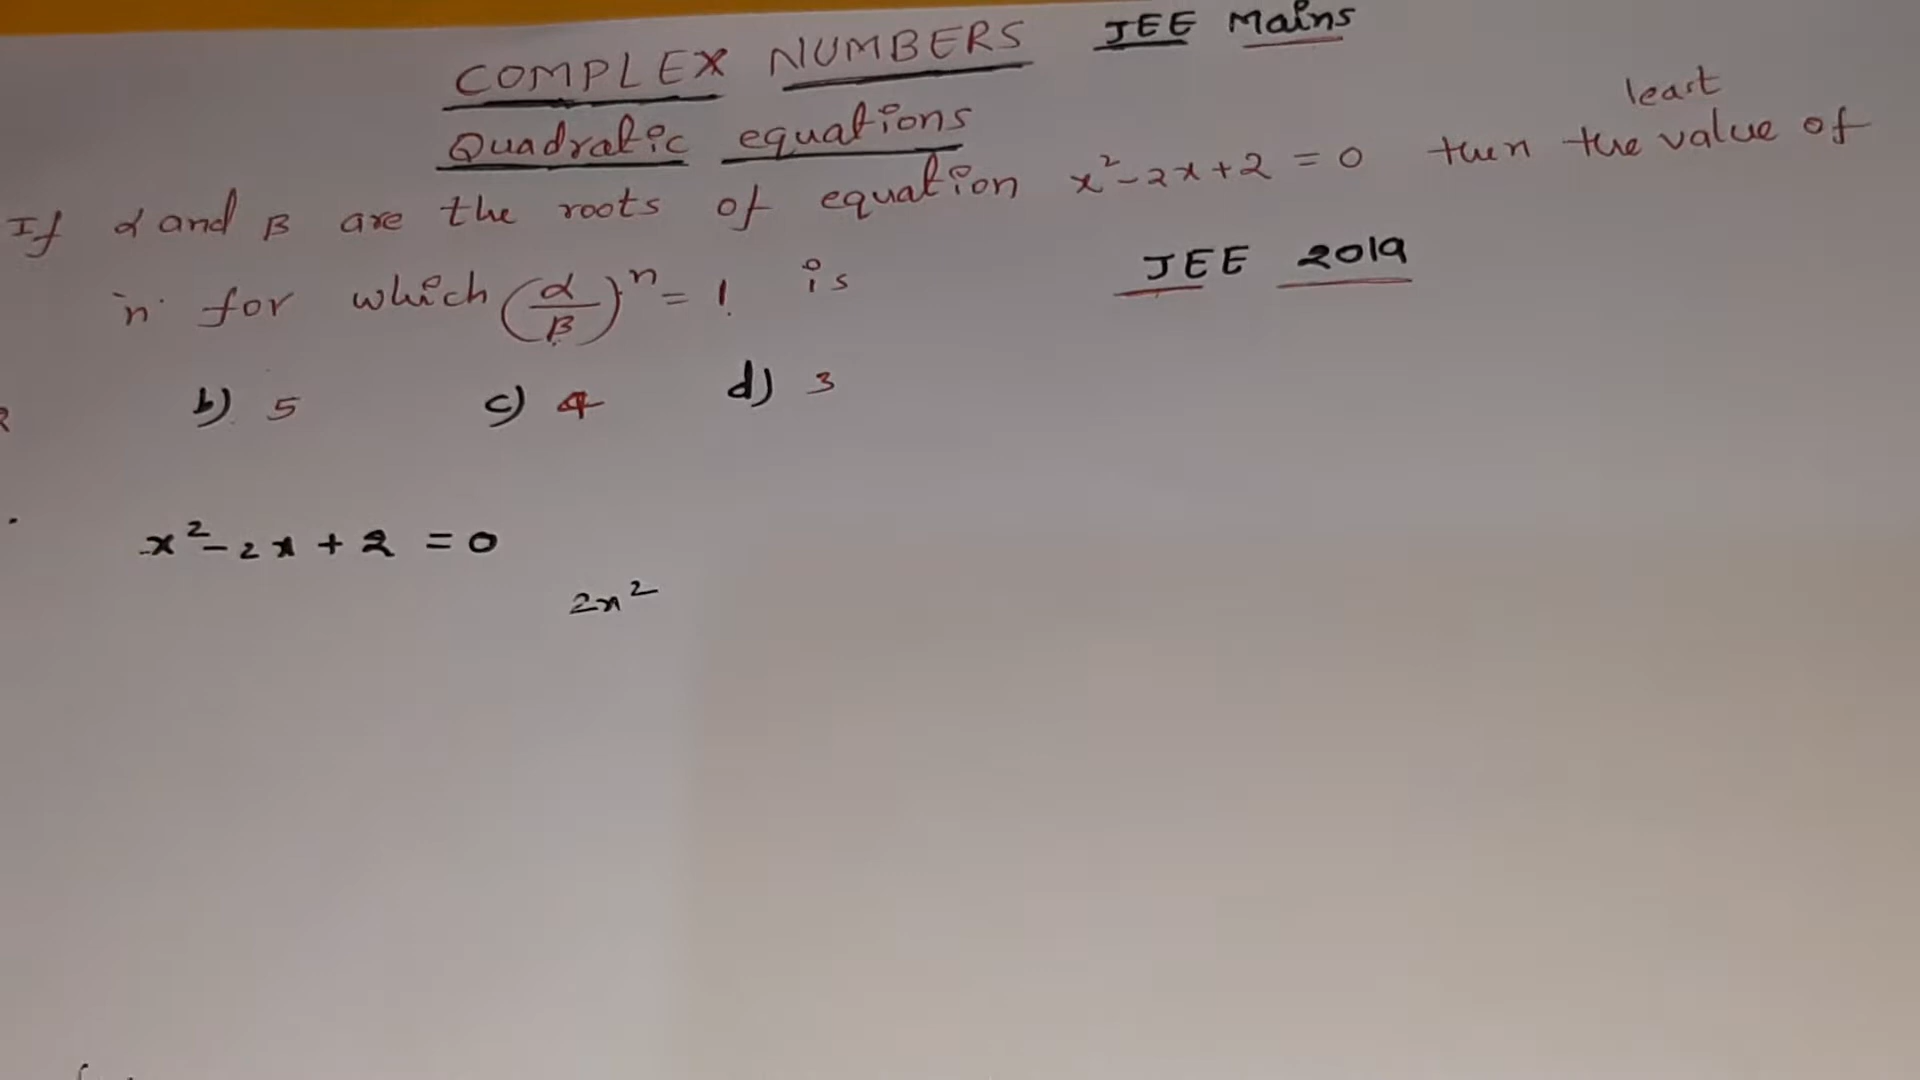 COMPLEX NUMBERS JEE Mains
Quadratic equations
least
If α and β are the roots of equation x²-2x+2 = 0 then the value of
'n' for which (α/β)ⁿ = 1 is
JEE 2019
b) 5 c) 4 d) 3
x²-2x+2 = 0
2x²